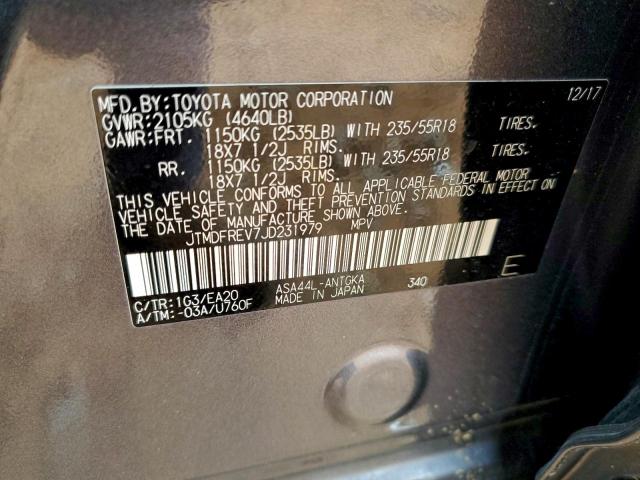 MFD. BY: TOYOTA MOTOR CORPORATION 12/17
GVWR: 2105KG (4640LB)
GAWR: FRT. 1150KG (2535LB) WITH 235/55R18 TIRES.
18X7 1/2J RIMS.
RR. 1150KG (2535LB) WITH 235/55R18 TIRES.
18X7 1/2J RIMS.
THIS VEHICLE CONFORMS TO ALL APPLICABLE FEDERAL MOTOR
VEHICLE SAFETY AND THEFT PREVENTION STANDARDS IN EFFECT ON
THE DATE OF MANUFACTURE SHOWN ABOVE.
JTMDFREV7JD231979 MPV
C/TR: 1G3/EA20 ASA44L-ANTGKA 340 E
A/TM: -03A/U760F MADE IN JAPAN